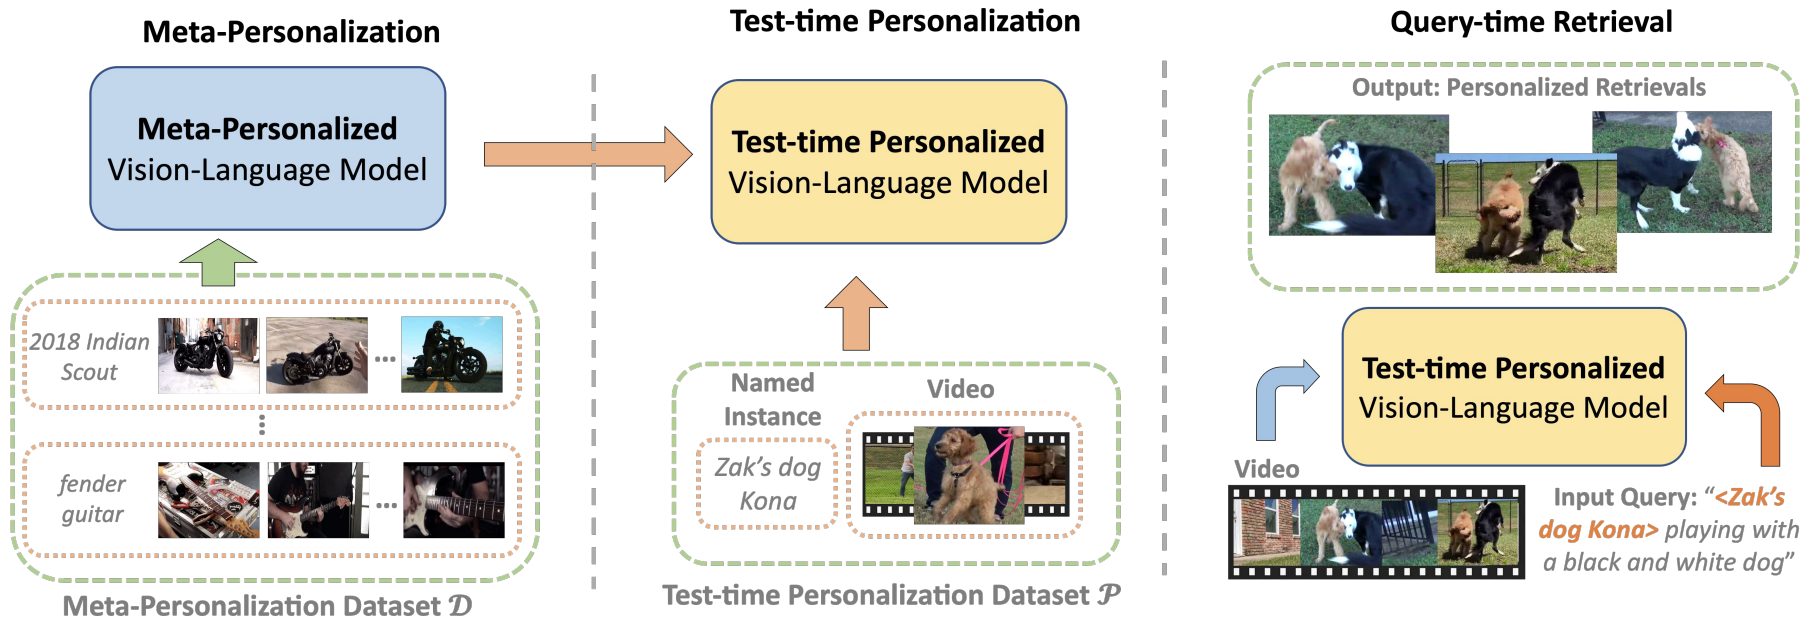 Meta-Personalization
Meta-Personalized
Vision-Language Model
2018 Indian
Scout
...
fender
guitar
...
Meta-Personalization Dataset 𝒟
Test-time Personalization
Test-time Personalized
Vision-Language Model
Named
Instance
Video
Zak's dog
Kona
Test-time Personalization Dataset 𝒫
Query-time Retrieval
Output: Personalized Retrievals
Test-time Personalized
Vision-Language Model
Video
Input Query: "<Zak's
dog Kona> playing with
a black and white dog"